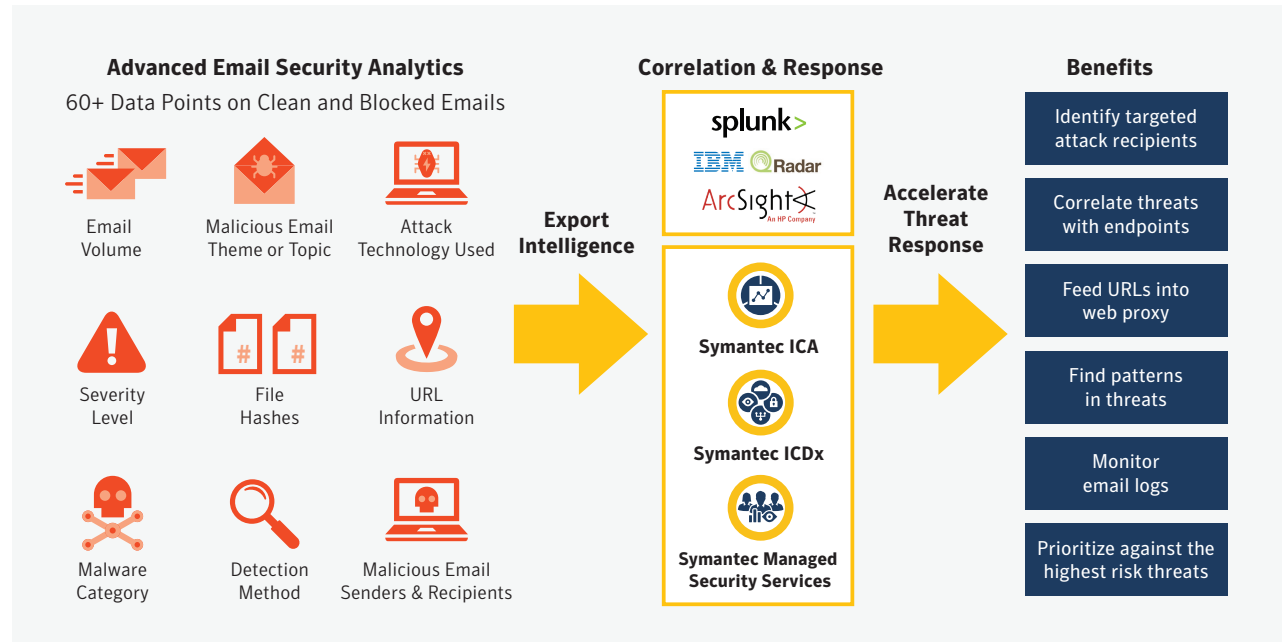 Advanced Email Security Analytics
60+ Data Points on Clean and Blocked Emails
Email
Volume
Malicious Email
Theme or Topic
Attack
Technology Used
Severity
Level
#
#
File
Hashes
URL
Information
Malware
Category
Detection
Method
Malicious Email
Senders & Recipients
Export
Intelligence
Correlation & Response
splunk>
IBM QRadar
ArcSight
An HP Company
Symantec ICA
Symantec ICDx
Symantec Managed
Security Services
Accelerate
Threat
Response
Benefits
Identify targeted
attack recipients
Correlate threats
with endpoints
Feed URLs into
web proxy
Find patterns
in threats
Monitor
email logs
Prioritize against the
highest risk threats